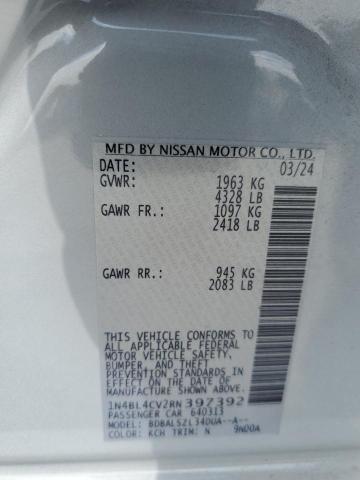 MFD BY NISSAN MOTOR CO., LTD.
DATE: 03/24
GVWR: 1963 KG
4328 LB
GAWR FR.: 1097 KG
2418 LB
GAWR RR.: 945 KG
2083 LB
THIS VEHICLE CONFORMS TO
ALL APPLICABLE FEDERAL
MOTOR VEHICLE SAFETY,
BUMPER, AND THEFT
PREVENTION STANDARDS IN
EFFECT ON THE DATE OF
MANUFACTURE SHOWN ABOVE.
1N4BL4CV2RN397392
PASSENGER CAR 640313
MODEL: BDBALSZL34DUA--A--
COLOR: KCH TRIM: N 9N00A